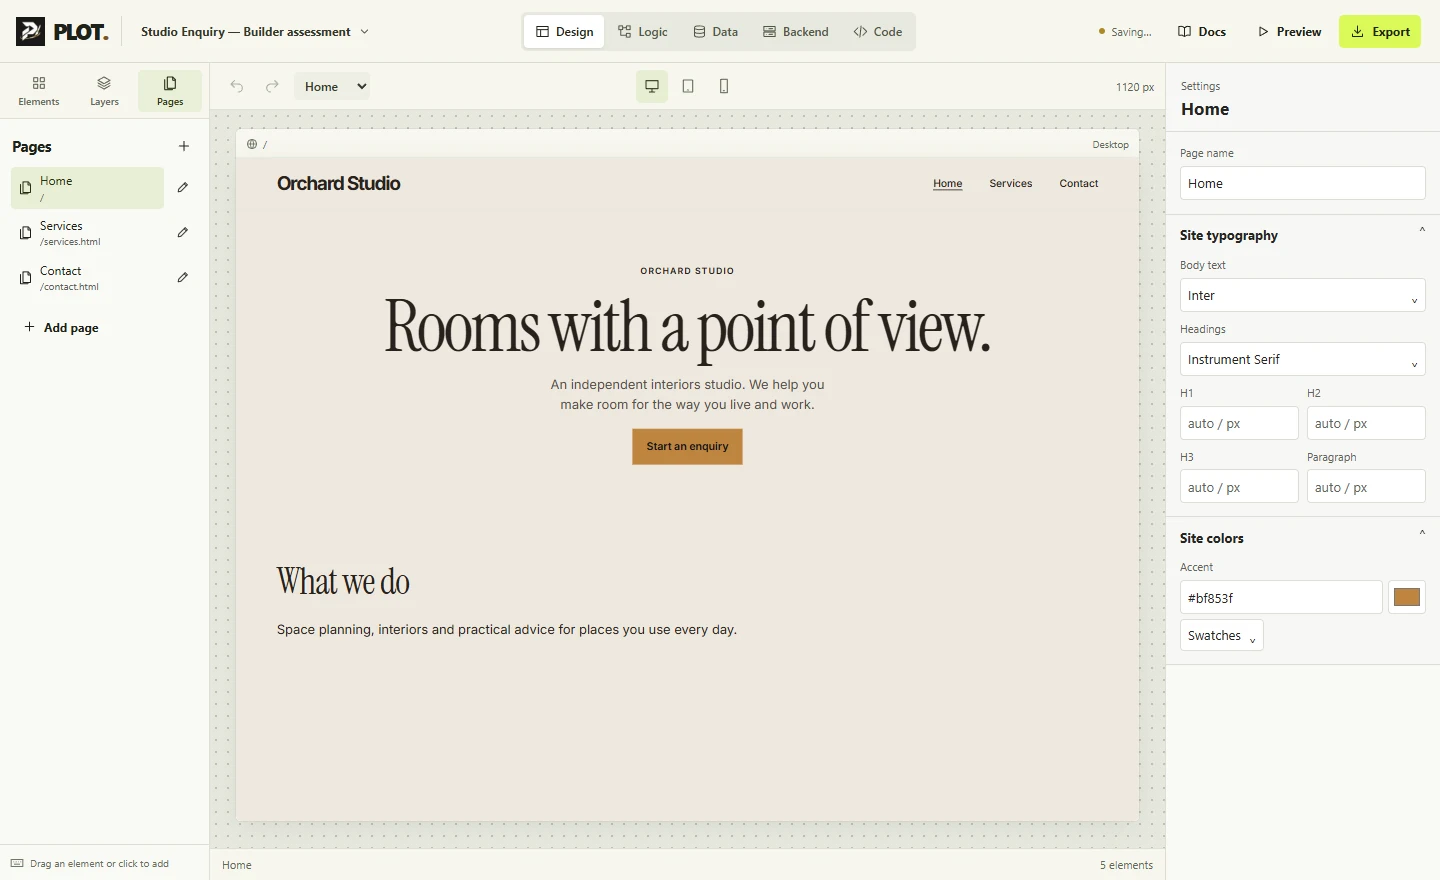 PLOT.
Studio Enquiry — Builder assessment
Design
Logic
Data
Backend
Code
Saving...
Docs
Preview
Export
Elements
Layers
Pages
Home
1120 px
Pages
Home
/
Services
/services.html
Contact
/contact.html
Add page
Drag an element or click to add
/
Desktop
Orchard Studio
Home
Services
Contact
ORCHARD STUDIO
Rooms with a point of view.
An independent interiors studio. We help you
make room for the way you live and work.
Start an enquiry
What we do
Space planning, interiors and practical advice for places you use every day.
Home
5 elements
Settings
Home
Page name
Home
Site typography
Body text
Inter
Headings
Instrument Serif
H1
H2
auto / px
auto / px
H3
Paragraph
auto / px
auto / px
Site colors
Accent
#bf853f
Swatches